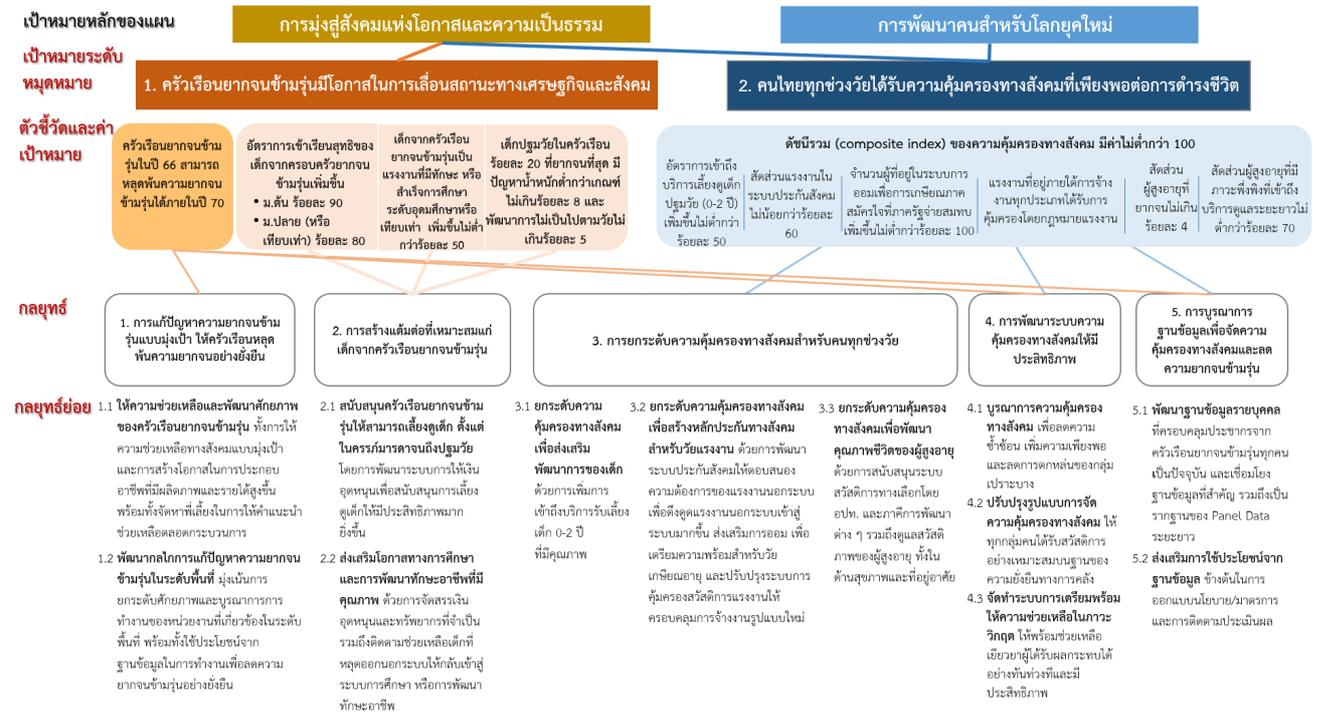 เป้าหมายหลักของแผน
การมุ่งสู่สังคมแห่งโอกาสและความเป็นธรรม
การพัฒนาคนสำหรับโลกยุคใหม่
เป้าหมายระดับ
หมุดหมาย
1. ครัวเรือนยากจนข้ามรุ่นมีโอกาสในการเลื่อนสถานะทางเศรษฐกิจและสังคม
2. คนไทยทุกช่วงวัยได้รับความคุ้มครองทางสังคมที่เพียงพอต่อการดำรงชีวิต
ตัวชี้วัดและค่า
เป้าหมาย
ครัวเรือนยากจนข้าม
รุ่นในปี 66 สามารถ
หลุดพ้นความยากจน
ข้ามรุ่นได้ภายในปี 70
อัตราการเข้าเรียนสุทธิของ
เด็กจากครอบครัวยากจน
ข้ามรุ่นเพิ่มขึ้น
• ม.ต้น ร้อยละ 90
• ม.ปลาย (หรือ
เทียบเท่า) ร้อยละ 80
เด็กจากครัวเรือน
ยากจนข้ามรุ่นเป็น
แรงงานที่มีทักษะ หรือ
สำเร็จการศึกษา
ระดับอุดมศึกษาหรือ
เทียบเท่า เพิ่มขึ้นไม่ต่ำ
กว่าร้อยละ 50
เด็กปฐมวัยในครัวเรือน
ร้อยละ 20 ที่ยากจนที่สุด มี
ปัญหาน้ำหนักต่ำกว่าเกณฑ์
ไม่เกินร้อยละ 8 และ
พัฒนาการไม่เป็นไปตามวัยไม่
เกินร้อยละ 5
ดัชนีรวม (composite index) ของความคุ้มครองทางสังคม มีค่าไม่ต่ำกว่า 100
อัตราการเข้าถึง
บริการเลี้ยงดูเด็ก
ปฐมวัย (0-2 ปี)
เพิ่มขึ้นไม่ต่ำกว่า
ร้อยละ 50
สัดส่วนแรงงานใน
ระบบประกันสังคม
ไม่น้อยกว่าร้อยละ
60
จำนวนผู้ที่อยู่ในระบบการ
ออมเพื่อการเกษียณภาค
สมัครใจที่ภาครัฐจ่ายสมทบ
เพิ่มขึ้นไม่ต่ำกว่าร้อยละ 100
แรงงานที่อยู่ภายใต้การจ้าง
งานทุกประเภทได้รับการ
คุ้มครองโดยกฎหมายแรงงาน
สัดส่วน
ผู้สูงอายุที่
ยากจนไม่เกิน
ร้อยละ 4
สัดส่วนผู้สูงอายุที่มี
ภาวะพึ่งพิงที่เข้าถึง
บริการดูแลระยะยาวไม่
ต่ำกว่าร้อยละ 70
กลยุทธ์
1. การแก้ปัญหาความยากจนข้าม
รุ่นแบบมุ่งเป้า ให้ครัวเรือนหลุด
พ้นความยากจนอย่างยั่งยืน
2. การสร้างแต้มต่อที่เหมาะสมแก่
เด็กจากครัวเรือนยากจนข้ามรุ่น
3. การยกระดับความคุ้มครองทางสังคมสำหรับคนทุกช่วงวัย
4. การพัฒนาระบบความ
คุ้มครองทางสังคมให้มี
ประสิทธิภาพ
5. การบูรณาการ
ฐานข้อมูลเพื่อจัดความ
คุ้มครองทางสังคมและลด
ความยากจนข้ามรุ่น
กลยุทธ์ย่อย
1.1 ให้ความช่วยเหลือและพัฒนาศักยภาพ
ของครัวเรือนยากจนข้ามรุ่น ทั้งการให้
ความช่วยเหลือทางสังคมแบบมุ่งเป้า
และการสร้างโอกาสในการประกอบ
อาชีพที่มีผลิตภาพและรายได้สูงขึ้น
พร้อมทั้งจัดหาพี่เลี้ยงในการให้คำแนะนำ
ช่วยเหลือตลอดกระบวนการ
1.2 พัฒนากลไกการแก้ปัญหาความยากจน
ข้ามรุ่นในระดับพื้นที่ มุ่งเน้นการ
ยกระดับศักยภาพและบูรณาการการ
ทำงานของหน่วยงานที่เกี่ยวข้องในระดับ
พื้นที่ พร้อมทั้งใช้ประโยชน์จาก
ฐานข้อมูลในการทำงานเพื่อลดความ
ยากจนข้ามรุ่นอย่างยั่งยืน
2.1 สนับสนุนครัวเรือนยากจนข้าม
รุ่นให้สามารถเลี้ยงดูเด็ก ตั้งแต่
ในครรภ์มารดาจนถึงปฐมวัย
โดยการพัฒนาระบบการให้เงิน
อุดหนุนเพื่อสนับสนุนการเลี้ยง
ดูเด็กให้มีประสิทธิภาพมาก
ยิ่งขึ้น
2.2 ส่งเสริมโอกาสทางการศึกษา
และการพัฒนาทักษะอาชีพที่มี
คุณภาพ ด้วยการจัดสรรเงิน
อุดหนุนและทรัพยากรที่จำเป็น
รวมถึงติดตามช่วยเหลือเด็กที่
หลุดออกนอกระบบให้กลับเข้าสู่
ระบบการศึกษา หรือการพัฒนา
ทักษะอาชีพ
3.1 ยกระดับความ
คุ้มครองทางสังคม
เพื่อส่งเสริม
พัฒนาการของเด็ก
ด้วยการเพิ่มการ
เข้าถึงบริการรับเลี้ยง
เด็ก 0-2 ปี
ที่มีคุณภาพ
3.2 ยกระดับความคุ้มครองทางสังคม
เพื่อสร้างหลักประกันทางสังคม
สำหรับวัยแรงงาน ด้วยการพัฒนา
ระบบประกันสังคมให้ตอบสนอง
ความต้องการของแรงงานนอกระบบ
เพื่อดึงดูดแรงงานนอกระบบเข้าสู่
ระบบมากขึ้น ส่งเสริมการออม เพื่อ
เตรียมความพร้อมสำหรับวัย
เกษียณอายุ และปรับปรุงระบบการ
คุ้มครองสวัสดิการแรงงานให้
ครอบคลุมการจ้างงานรูปแบบใหม่
3.3 ยกระดับความคุ้มครอง
ทางสังคมเพื่อพัฒนา
คุณภาพชีวิตของผู้สูงอายุ
ด้วยการสนับสนุนระบบ
สวัสดิการทางเลือกโดย
อปท. และภาคีการพัฒนา
ต่าง ๆ รวมถึงดูแลสวัสดิ
ภาพของผู้สูงอายุ ทั้งใน
ด้านสุขภาพและที่อยู่อาศัย
4.1 บูรณาการความคุ้มครอง
ทางสังคม เพื่อลดความ
ซ้ำซ้อน เพิ่มความเพียงพอ
และลดการตกหล่นของกลุ่ม
เปราะบาง
4.2 ปรับปรุงรูปแบบการจัด
ความคุ้มครองทางสังคม ให้
ทุกกลุ่มคนได้รับสวัสดิการ
อย่างเหมาะสมบนฐานของ
ความยั่งยืนทางการคลัง
4.3 จัดทำระบบการเตรียมพร้อม
ให้ความช่วยเหลือในภาวะ
วิกฤต ให้พร้อมช่วยเหลือ
เยียวยาผู้ได้รับผลกระทบได้
อย่างทันท่วงทีและมี
ประสิทธิภาพ
5.1 พัฒนาฐานข้อมูลรายบุคคล
ที่ครอบคลุมประชากรจาก
ครัวเรือนยากจนข้ามรุ่นทุกคน
เป็นปัจจุบัน และเชื่อมโยง
ฐานข้อมูลที่สำคัญ รวมถึงเป็น
รากฐานของ Panel Data
ระยะยาว
5.2 ส่งเสริมการใช้ประโยชน์จาก
ฐานข้อมูล ข้างต้นในการ
ออกแบบนโยบาย/มาตรการ
และการติดตามประเมินผล